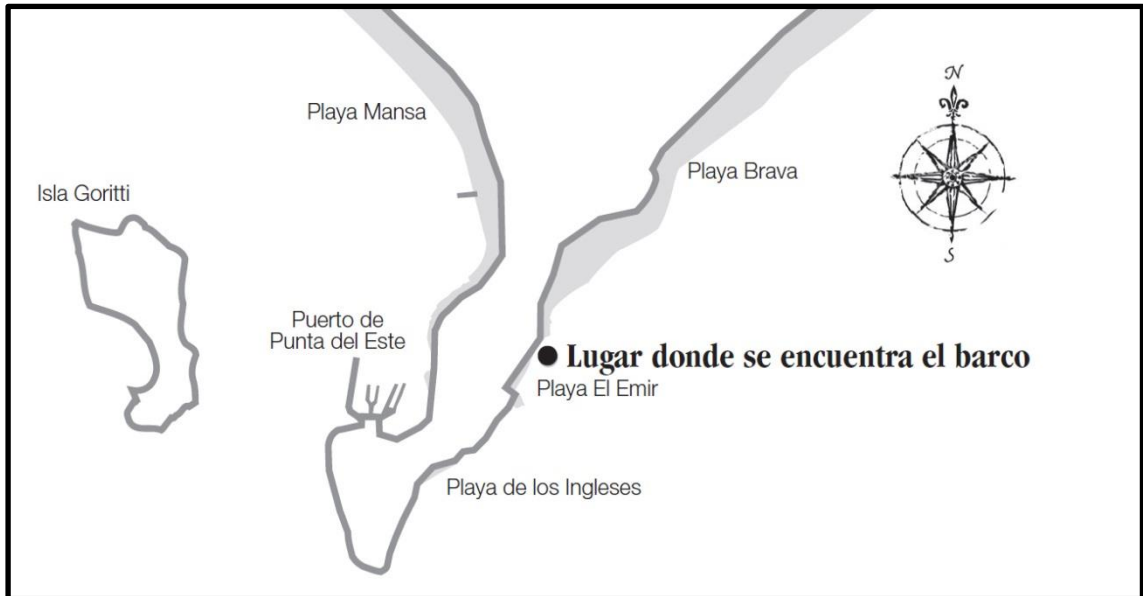 N
Playa Mansa
Playa Brava
Isla Goritti
S
Puerto de
Punta del Este
Lugar donde se encuentra el barco
Playa El Emir
Playa de los Ingleses